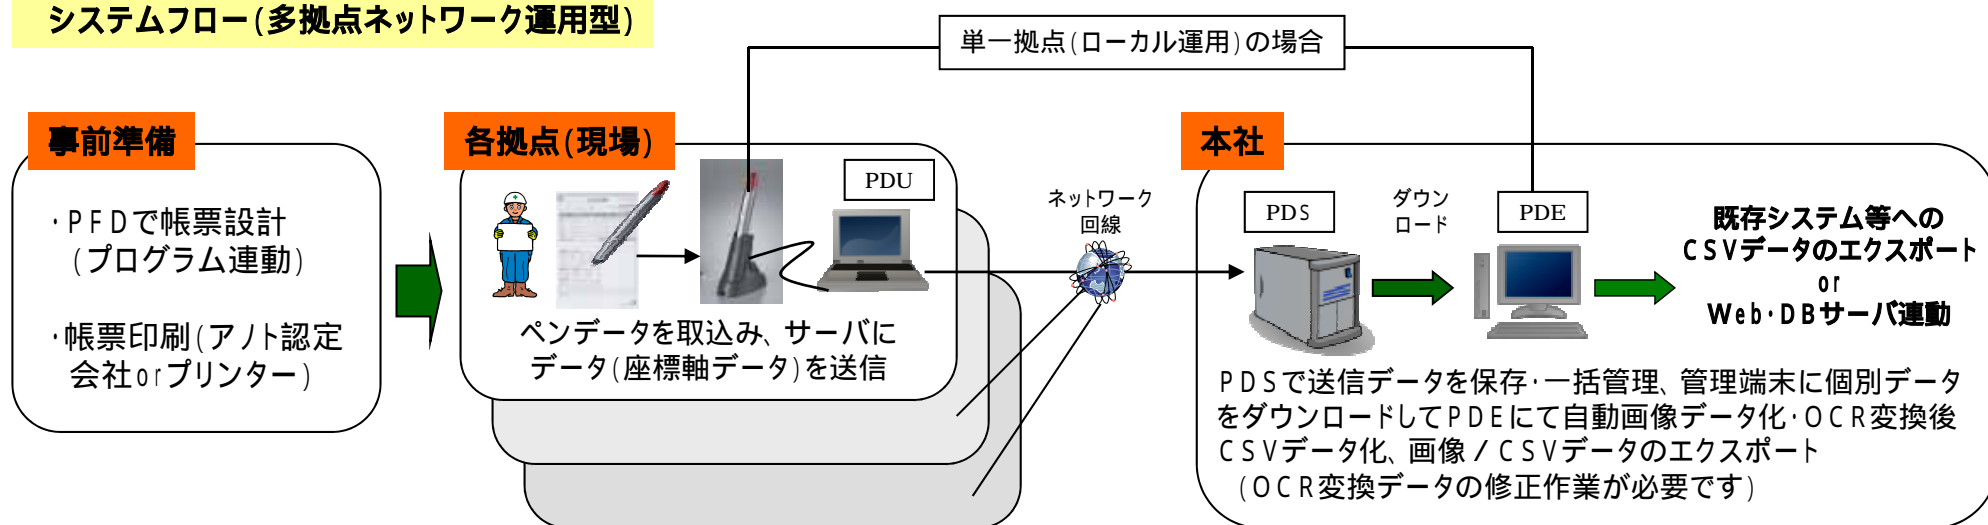 システムフロー(多拠点ネットワーク運用型)
単一拠点(ローカル運用)の場合
事前準備
・PFDで帳票設計
(プログラム連動)
・帳票印刷(アノト認定
会社orプリンター)
各拠点(現場)
PDU
ペンデータを取込み、サーバに
データ(座標軸データ)を送信
ネットワーク
回線
本社
PDS
ダウン
ロード
PDE
既存システム等への
CSVデータのエクスポート
or
Web・DBサーバ連動
PDSで送信データを保存・一括管理、管理端末に個別データ
をダウンロードしてPDEにて自動画像データ化・OCR変換後
CSVデータ化、画像/CSVデータのエクスポート
(OCR変換データの修正作業が必要です)